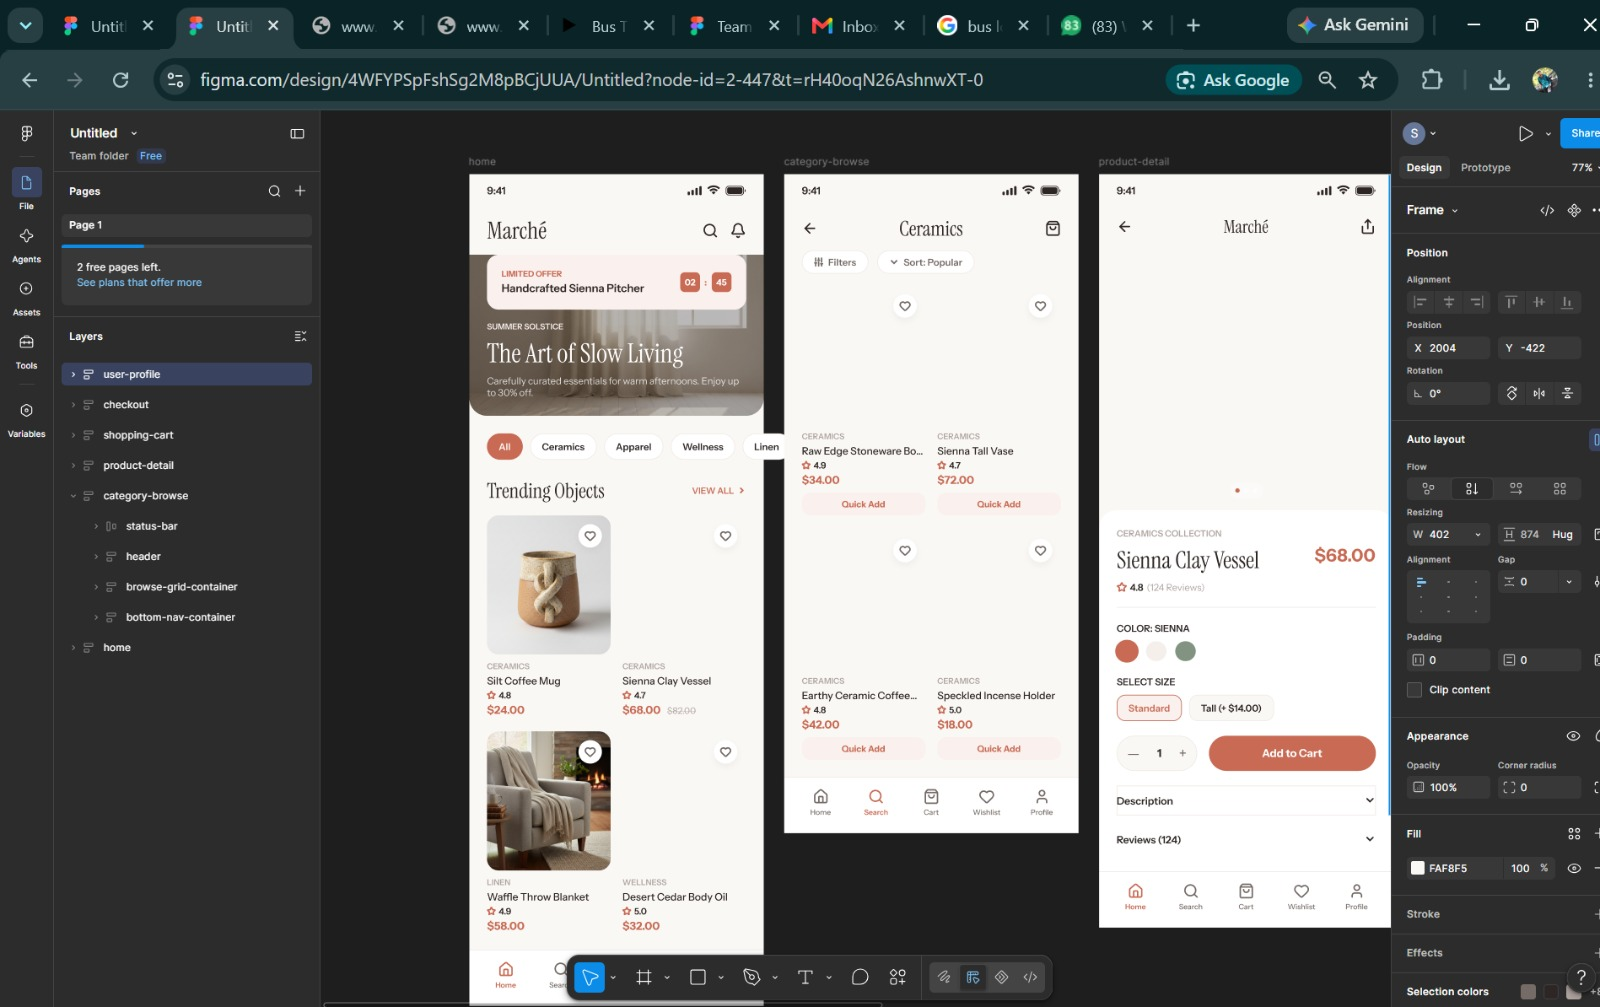 Untit
Untit
www.
www.
Bus T
Team
Inbo
bus l
83
(83)
Ask Gemini
figma.com/design/4WFYPSpFshSg2M8pBCjUUA/Untitled?node-id=2-447&t=rH40oqN26AshnwXT-0
Ask Google
File
Agents
Assets
Tools
Variables
Untitled
Team folder Free
Pages
Page 1
2 free pages left.
See plans that offer more
Layers
user-profile
checkout
shopping-cart
product-detail
category-browse
status-bar
header
browse-grid-container
bottom-nav-container
home
home
9:41
Marché
LIMITED OFFER
Handcrafted Sienna Pitcher
02 : 45
SUMMER SOLSTICE
The Art of Slow Living
Carefully curated essentials for warm afternoons. Enjoy up
to 30% off.
All Ceramics Apparel Wellness Linen
Trending Objects VIEW ALL
CERAMICS
Silt Coffee Mug
4.8
$24.00
CERAMICS
Sienna Clay Vessel
4.7
$68.00 $82.00
LINEN
Waffle Throw Blanket
4.9
$58.00
WELLNESS
Desert Cedar Body Oil
5.0
$32.00
Home
category-browse
9:41
Ceramics
Filters Sort: Popular
CERAMICS
Raw Edge Stoneware Bo...
4.9
$34.00
Quick Add
CERAMICS
Sienna Tall Vase
4.7
$72.00
Quick Add
CERAMICS
Earthy Ceramic Coffee...
4.8
$42.00
Quick Add
CERAMICS
Speckled Incense Holder
5.0
$18.00
Quick Add
Home Search Cart Wishlist Profile
product-detail
9:41
Marché
CERAMICS COLLECTION
Sienna Clay Vessel
$68.00
4.8 (124 Reviews)
COLOR: SIENNA
SELECT SIZE
Standard Tall (+ $14.00)
— 1 + Add to Cart
Description
Reviews (124)
Home Search Cart Wishlist Profile
S
Share
Design Prototype 77%
Frame
Position
Alignment
Position
X 2004 Y -422
Rotation
0°
Auto layout
Flow
Resizing
W 402 H 874 Hug
Alignment Gap
0
Padding
0 0
Clip content
Appearance
Opacity Corner radius
100% 0
Fill
FAF8F5 100 %
Stroke
Effects
?
Selection colors